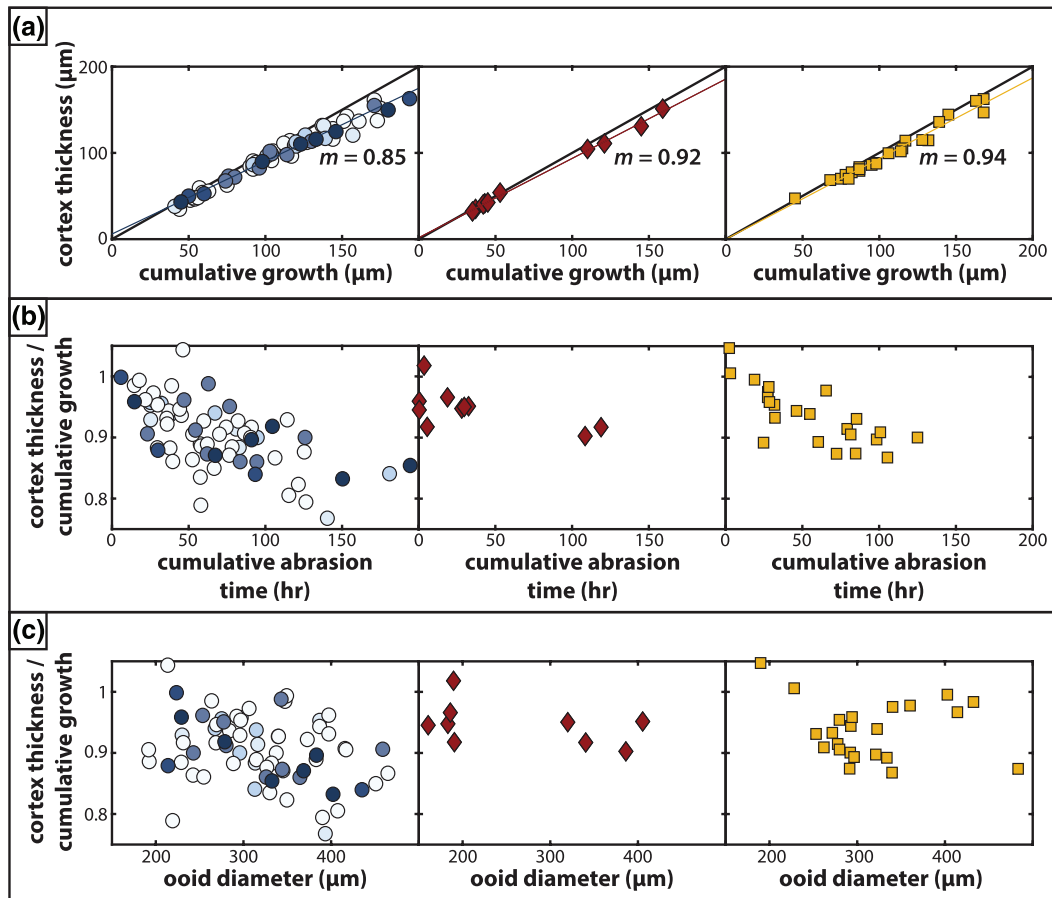 (a)
cortex thickness (μm)
200
100
0
m = 0.85
m = 0.92
m = 0.94
0 50 100 150 0 50 100 150 0 50 100 150 200
cumulative growth (μm) cumulative growth (μm) cumulative growth (μm)
(b)
cortex thickness /
cumulative growth
1
0.9
0.8
0 50 100 150 0 50 100 150 0 50 100 150 200
cumulative abrasion cumulative abrasion cumulative abrasion
time (hr) time (hr) time (hr)
(c)
cortex thickness /
cumulative growth
1
0.9
0.8
200 300 400 200 300 400 200 300 400
ooid diameter (μm) ooid diameter (μm) ooid diameter (μm)